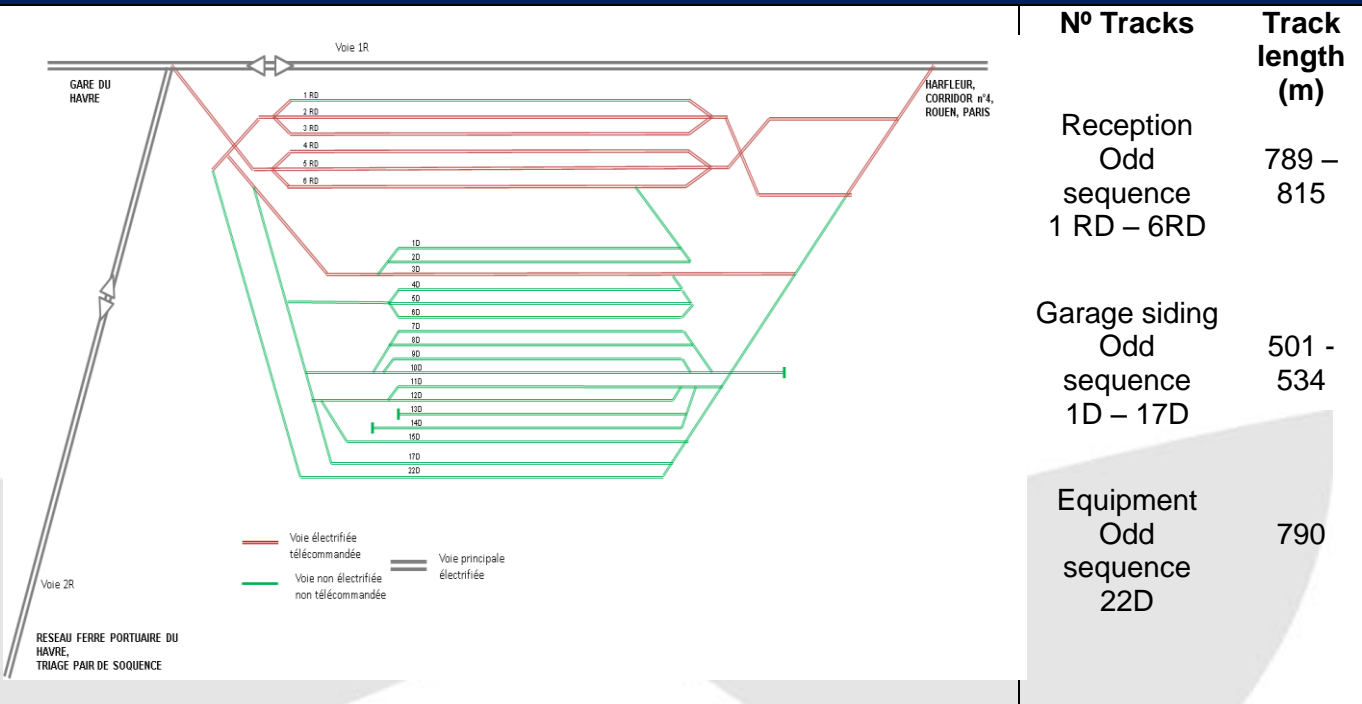 Voie 1R
GARE DU
HAVRE
HARFLEUR,
CORRIDOR n°4,
ROUEN, PARIS
1 RD
2 RD
3 RD
4 RD
5 RD
6 RD
1D
2D
3D
4D
5D
6D
7D
8D
9D
10D
11D
12D
13D
14D
15D
17D
22D
Voie électrifiée
télécommandée
Voie non électrifiée
non télécommandée
Voie principale
électrifiée
Voie 2R
RESEAU FERRE PORTUAIRE DU
HAVRE,
TRIAGE PAIR DE SOQUENCE
Nº Tracks Track
length
(m)
Reception
Odd 789 –
sequence 815
1 RD – 6RD
Garage siding
Odd 501 -
sequence 534
1D – 17D
Equipment
Odd 790
sequence
22D